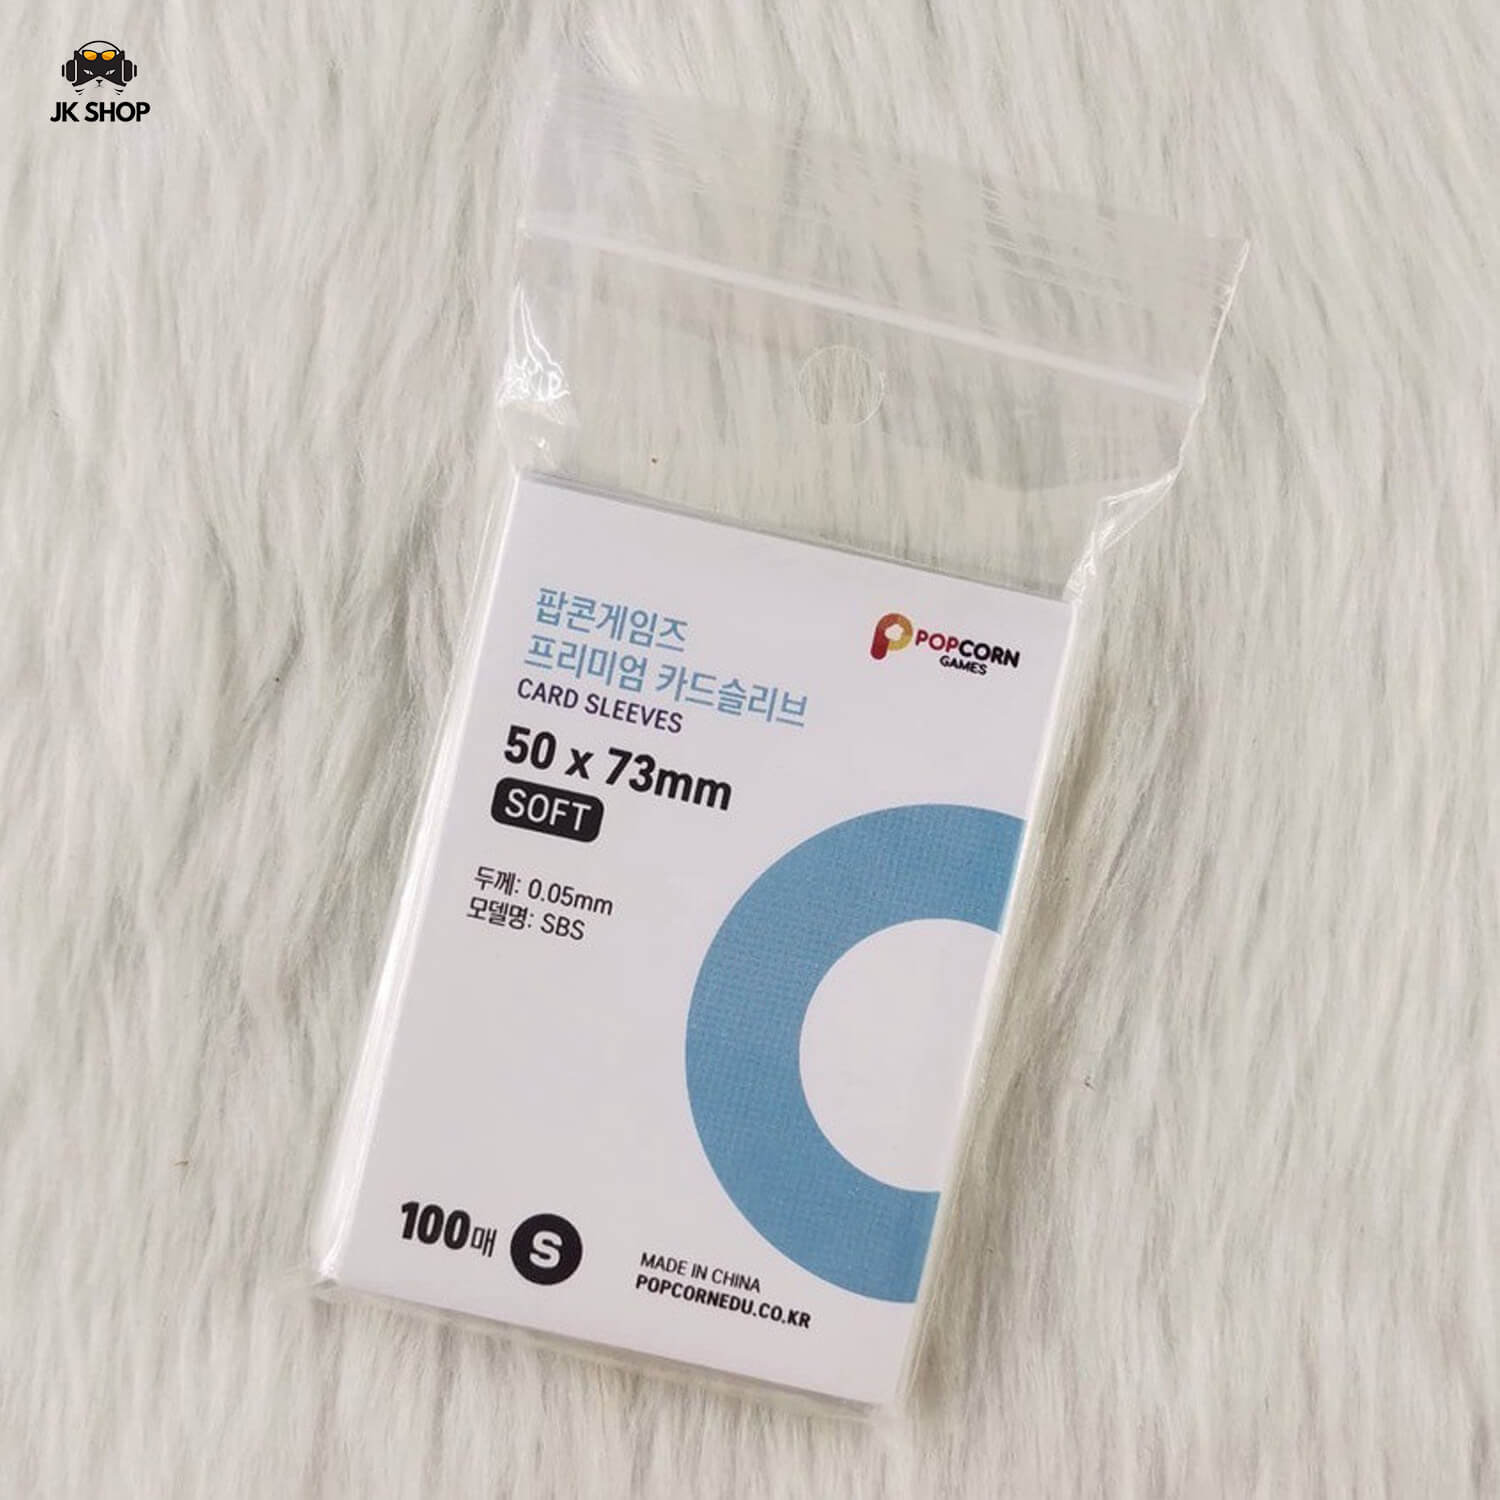 JK SHOP
팝콘게임즈
프리미엄 카드슬리브
CARD SLEEVES
50 x 73mm
SOFT
두께: 0.05mm
모델명: SBS
POPCORN
GAMES
100매 S
MADE IN CHINA
POPCORNEDU.CO.KR